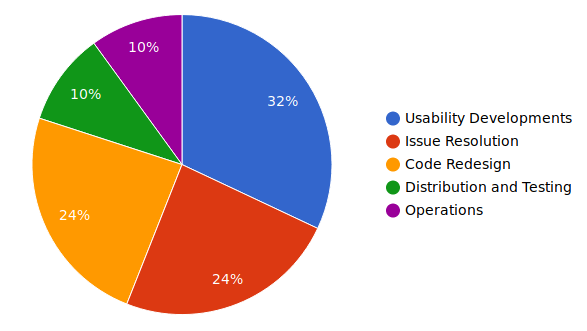 10%
32%
10%
24%
24%
Usability Developments
Issue Resolution
Code Redesign
Distribution and Testing
Operations